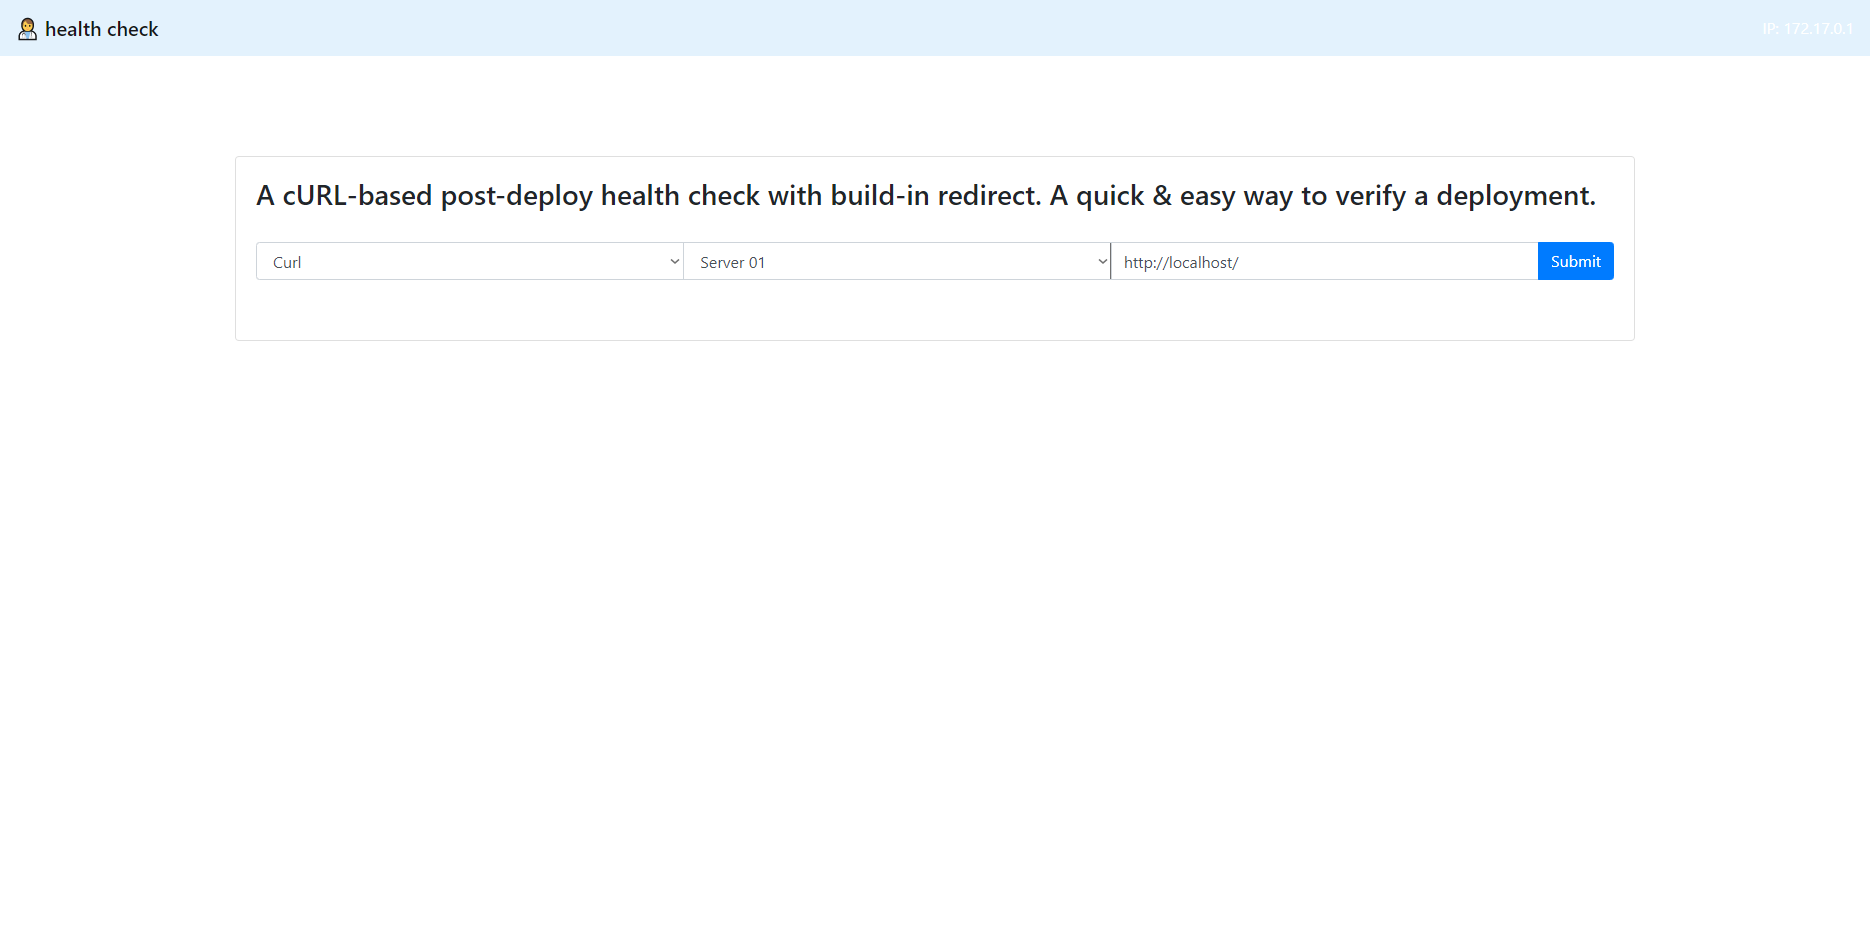 health check
IP: 172.17.0.1
A cURL-based post-deploy health check with build-in redirect. A quick & easy way to verify a deployment.
Curl
Server 01
http://localhost/
Submit